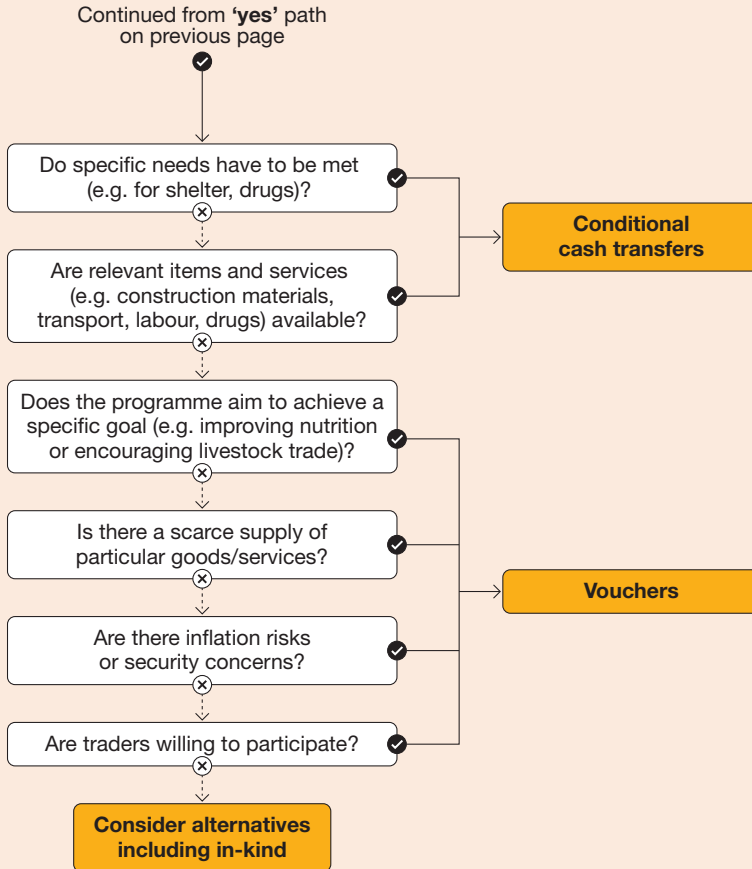 Continued from ‘yes’ path
on previous page
Do specific needs have to be met
(e.g. for shelter, drugs)?
Conditional
cash transfers
Are relevant items and services
(e.g. construction materials,
transport, labour, drugs) available?
Does the programme aim to achieve a
specific goal (e.g. improving nutrition
or encouraging livestock trade)?
Is there a scarce supply of
particular goods/services?
Vouchers
Are there inflation risks
or security concerns?
Are traders willing to participate?
Consider alternatives
including in-kind